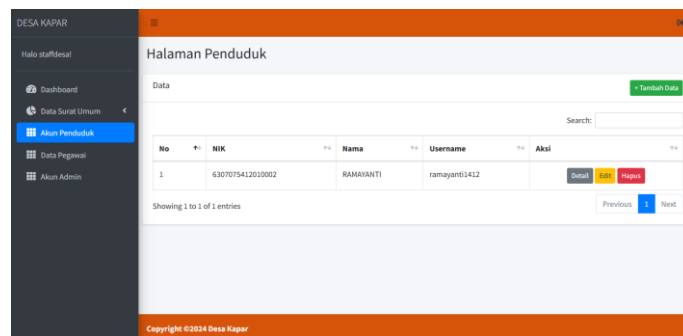 DESA KAPAR
Halo staffdesa!
Dashboard
Data Surat Umum
Akun Penduduk
Data Pegawai
Akun Admin
Halaman Penduduk
Data
+ Tambah Data
Search:
No NIK Nama Username Aksi
1 6307075412010002 RAMAYANTI ramayanti1412 Detail Edit Hapus
Showing 1 to 1 of 1 entries
Previous 1 Next
Copyright ©2024 Desa Kapar